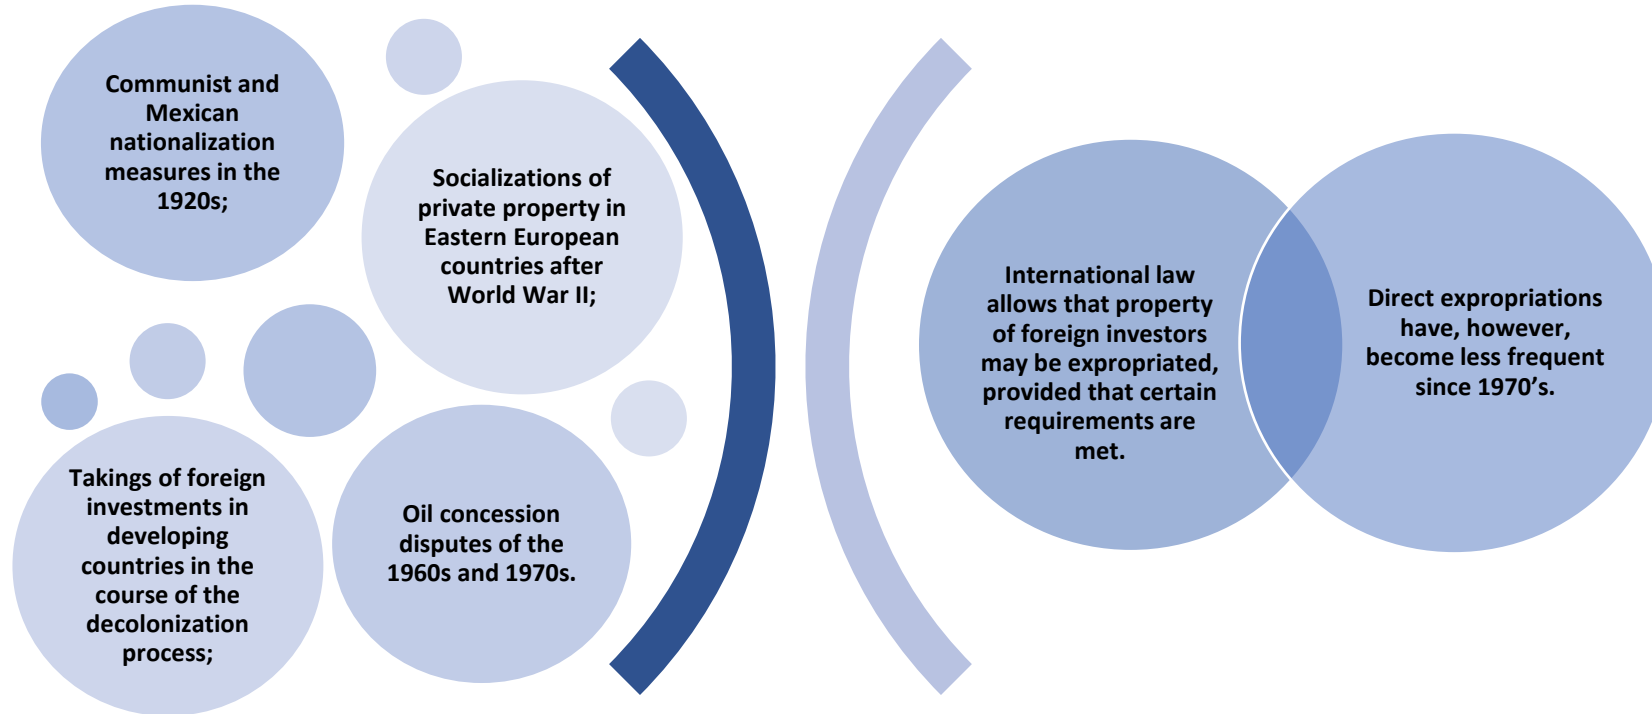 Communist and
Mexican
nationalization
measures in the
1920s;
Socializations of
private property in
Eastern European
countries after
World War II;
Takings of foreign
investments in
developing
countries in the
course of the
decolonization
process;
Oil concession
disputes of the
1960s and 1970s.
International law
allows that property
of foreign investors
may be expropriated,
provided that certain
requirements are
met.
Direct expropriations
have, however,
become less frequent
since 1970’s.